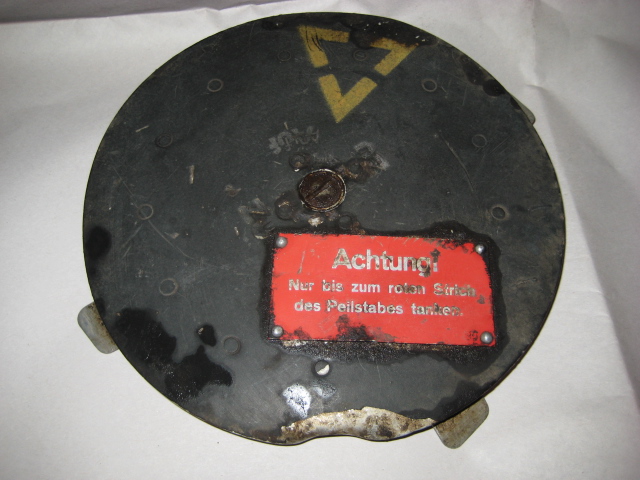 Achtung!
Nur bis zum roten Strich
des Peilstabes tanken.